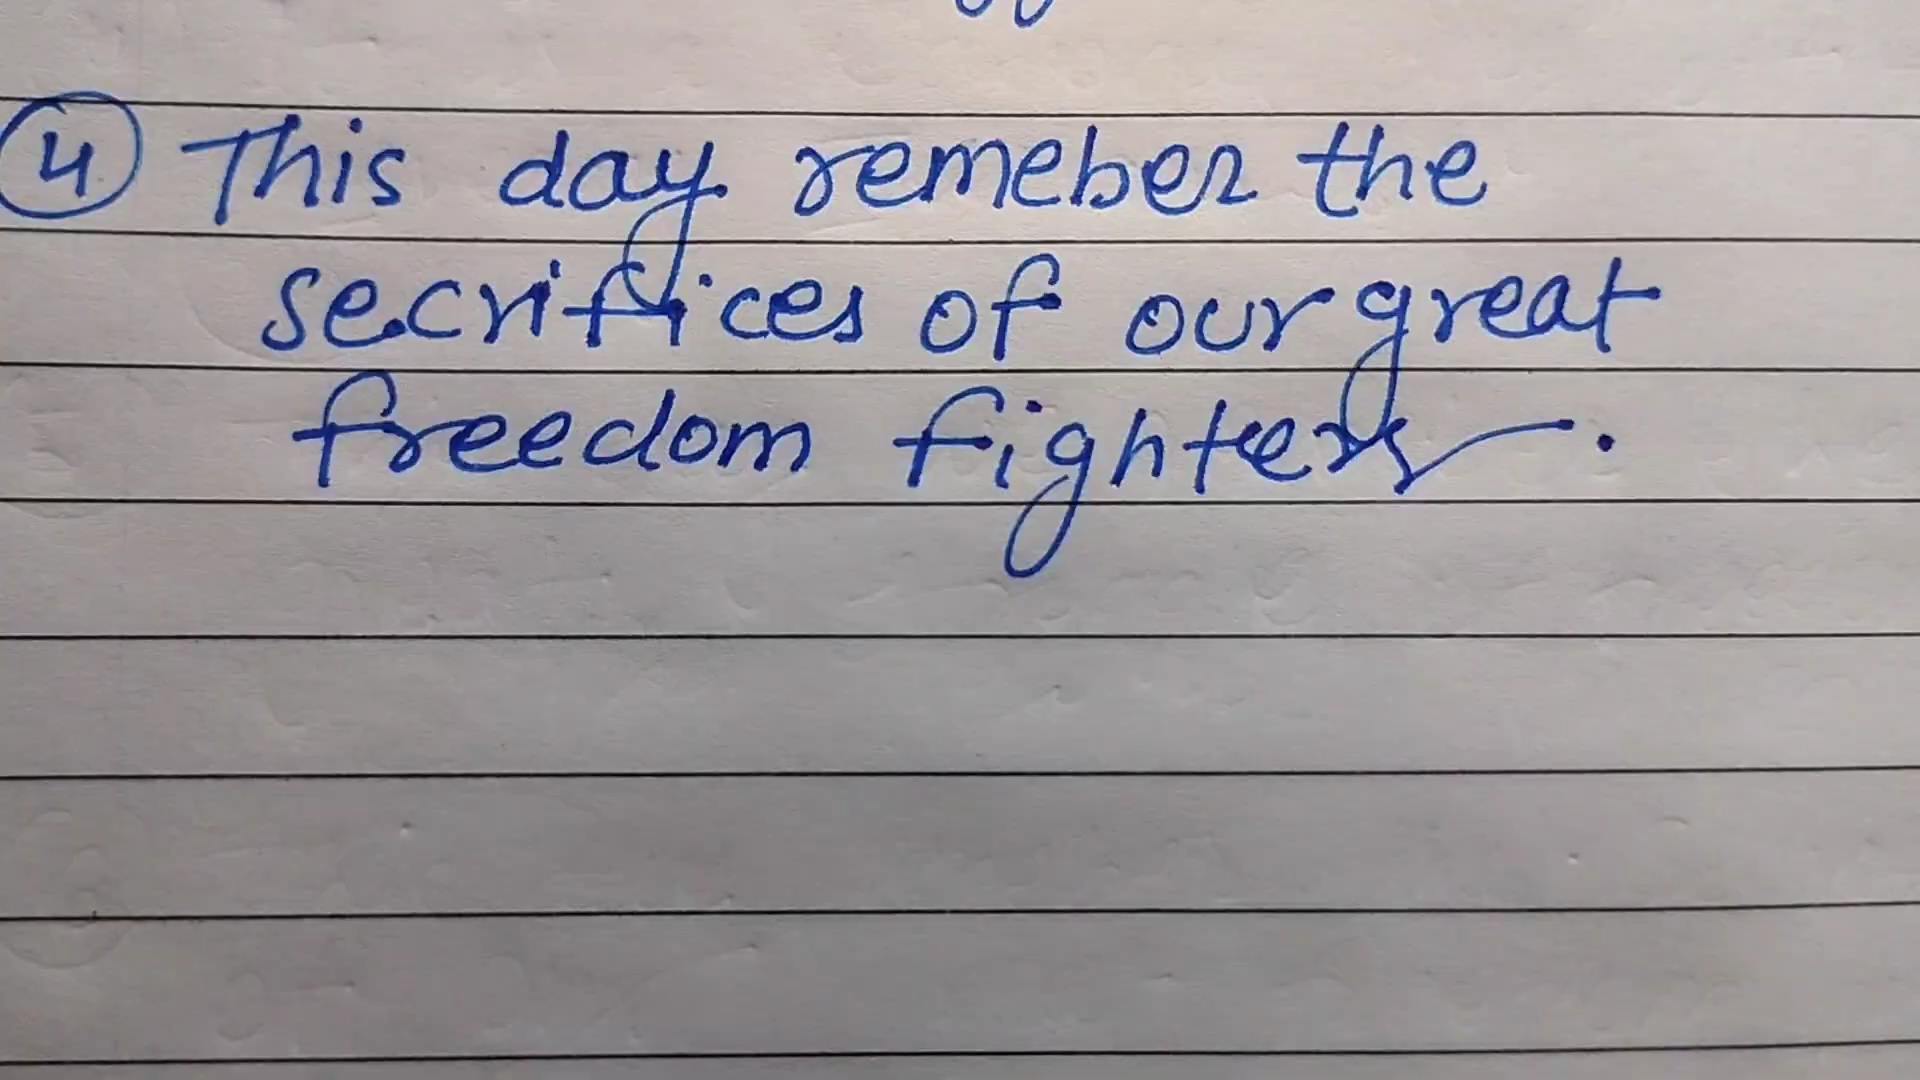 4 This day remeber the
secrifices of our great
freedom fighters.